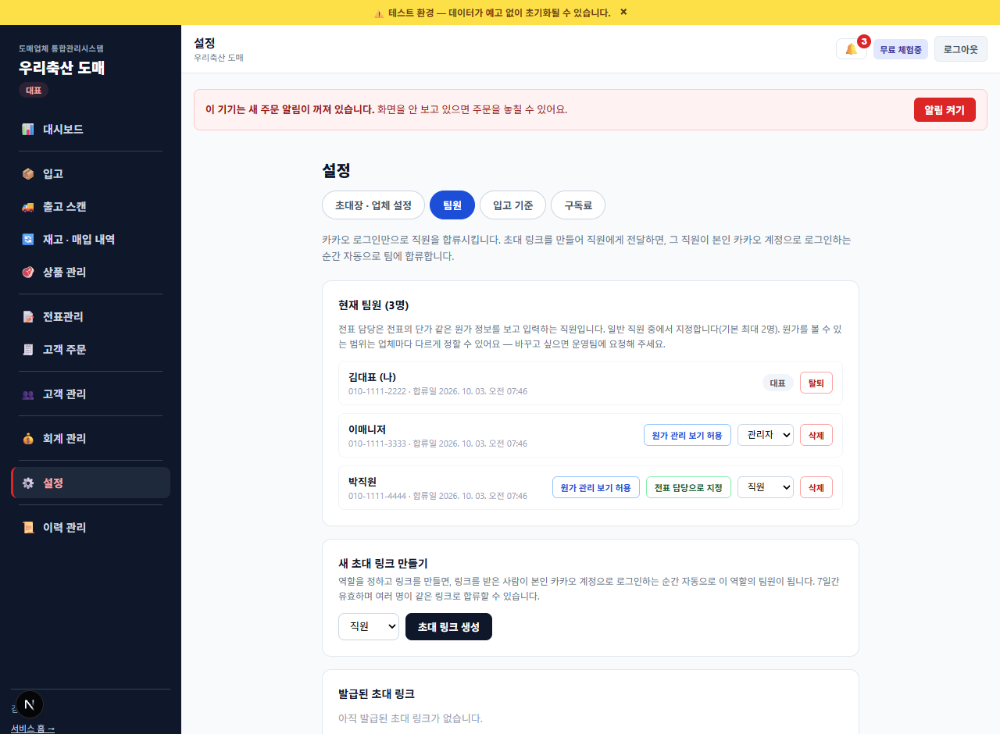 ⚠️ 테스트 환경 — 데이터가 예고 없이 초기화될 수 있습니다. ×
도매업체 통합관리시스템
우리축산 도매
대표
대시보드
입고
출고 스캔
재고 · 매입 내역
상품 관리
전표관리
고객 주문
고객 관리
회계 관리
설정
이력 관리
N
서비스 홈 →
설정
우리축산 도매
3
무료 체험중
로그아웃
이 기기는 새 주문 알림이 꺼져 있습니다. 화면을 안 보고 있으면 주문을 놓칠 수 있어요.
알림 켜기
설정
초대장 · 업체 설정
팀원
입고 기준
구독료
카카오 로그인만으로 직원을 합류시킵니다. 초대 링크를 만들어 직원에게 전달하면, 그 직원이 본인 카카오 계정으로 로그인하는
순간 자동으로 팀에 합류합니다.
현재 팀원 (3명)
전표 담당은 전표의 단가 같은 원가 정보를 보고 입력하는 직원입니다. 일반 직원 중에서 지정합니다(기본 최대 2명). 원가를 볼 수 있
는 범위는 업체마다 다르게 정할 수 있어요 — 바꾸고 싶으면 운영팀에 요청해 주세요.
김대표 (나)
010-1111-2222 · 합류일 2026. 10. 03. 오전 07:46
대표
탈퇴
이매니저
010-1111-3333 · 합류일 2026. 10. 03. 오전 07:46
원가 관리 보기 허용
관리자
삭제
박직원
010-1111-4444 · 합류일 2026. 10. 03. 오전 07:46
원가 관리 보기 허용
전표 담당으로 지정
직원
삭제
새 초대 링크 만들기
역할을 정하고 링크를 만들면, 링크를 받은 사람이 본인 카카오 계정으로 로그인하는 순간 자동으로 이 역할의 팀원이 됩니다. 7일간
유효하며 여러 명이 같은 링크로 합류할 수 있습니다.
직원
초대 링크 생성
발급된 초대 링크
아직 발급된 초대 링크가 없습니다.